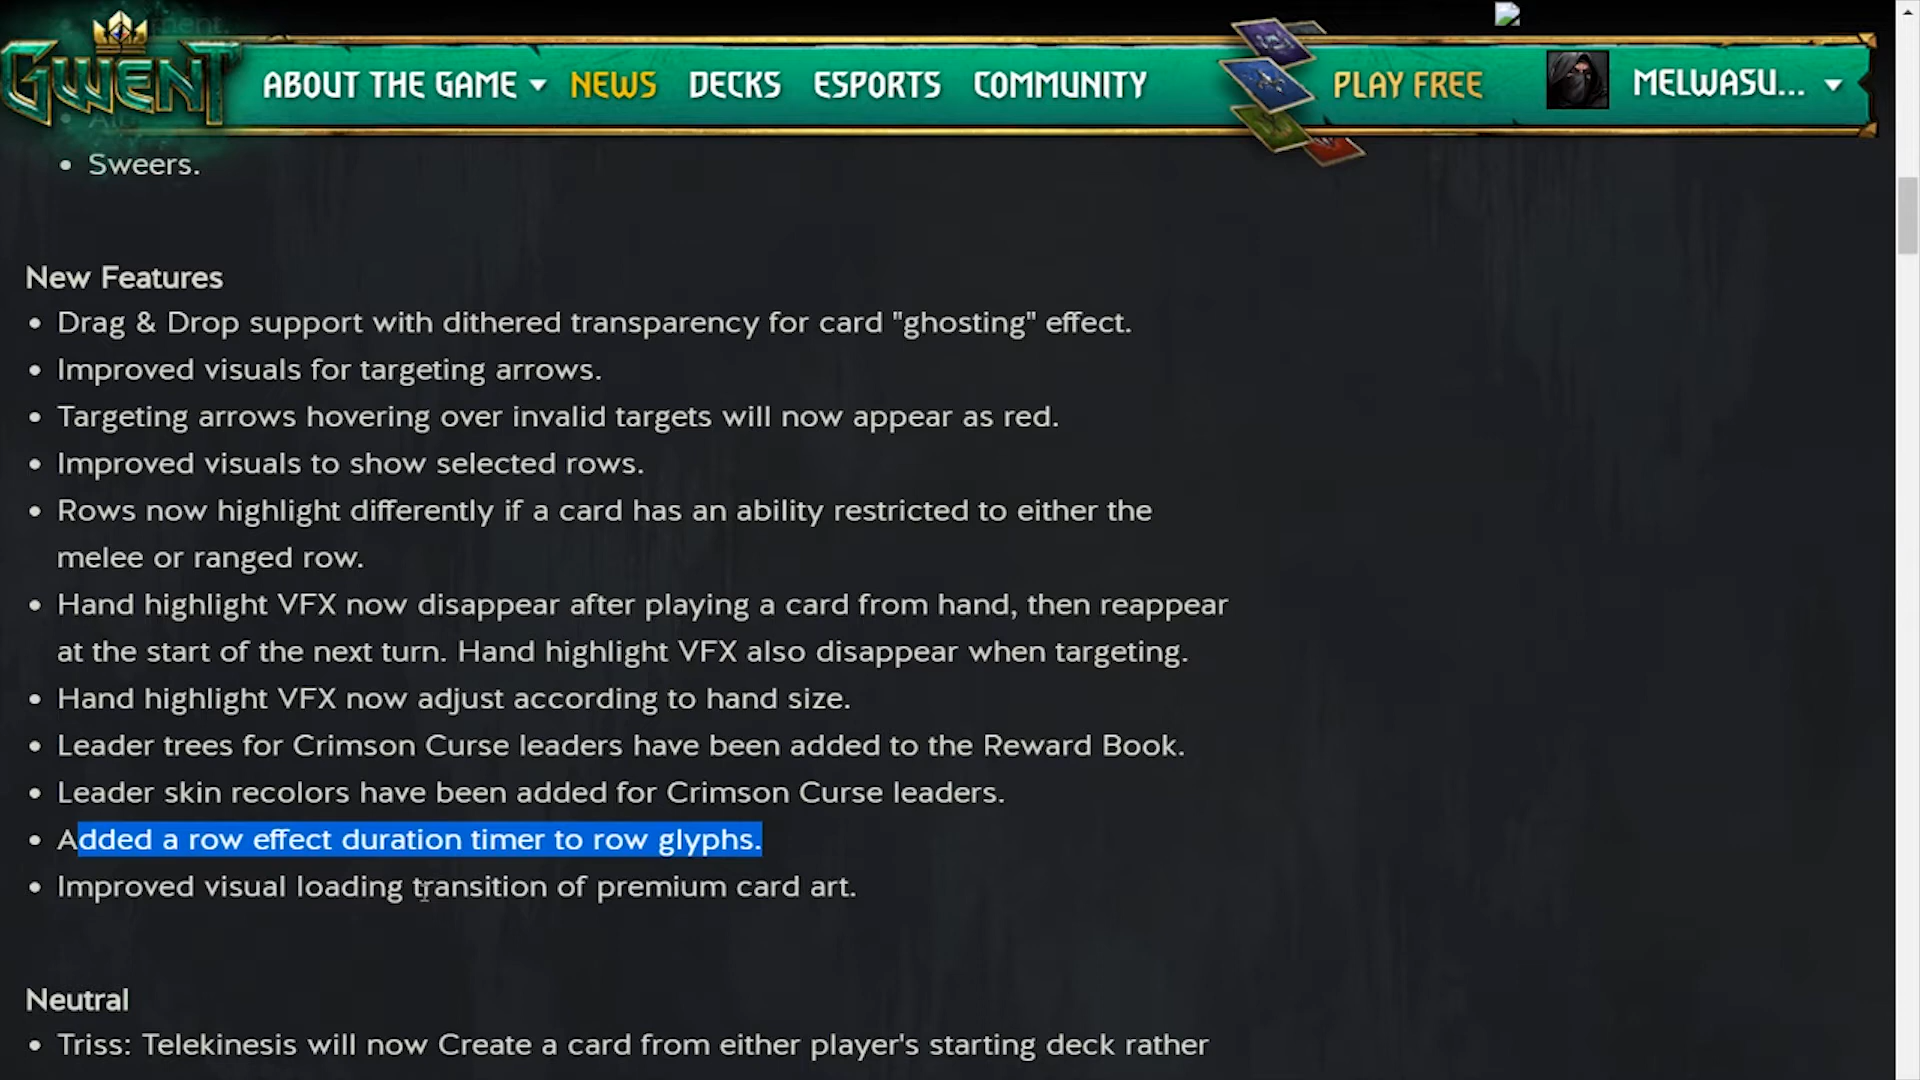 GWENT
ABOUT THE GAME NEWS DECKS ESPORTS COMMUNITY PLAY FREE MELWASU...
• Sweers.
New Features
• Drag & Drop support with dithered transparency for card "ghosting" effect.
• Improved visuals for targeting arrows.
• Targeting arrows hovering over invalid targets will now appear as red.
• Improved visuals to show selected rows.
• Rows now highlight differently if a card has an ability restricted to either the
melee or ranged row.
• Hand highlight VFX now disappear after playing a card from hand, then reappear
at the start of the next turn. Hand highlight VFX also disappear when targeting.
• Hand highlight VFX now adjust according to hand size.
• Leader trees for Crimson Curse leaders have been added to the Reward Book.
• Leader skin recolors have been added for Crimson Curse leaders.
• Added a row effect duration timer to row glyphs.
• Improved visual loading transition of premium card art.
Neutral
• Triss: Telekinesis will now Create a card from either player's starting deck rather